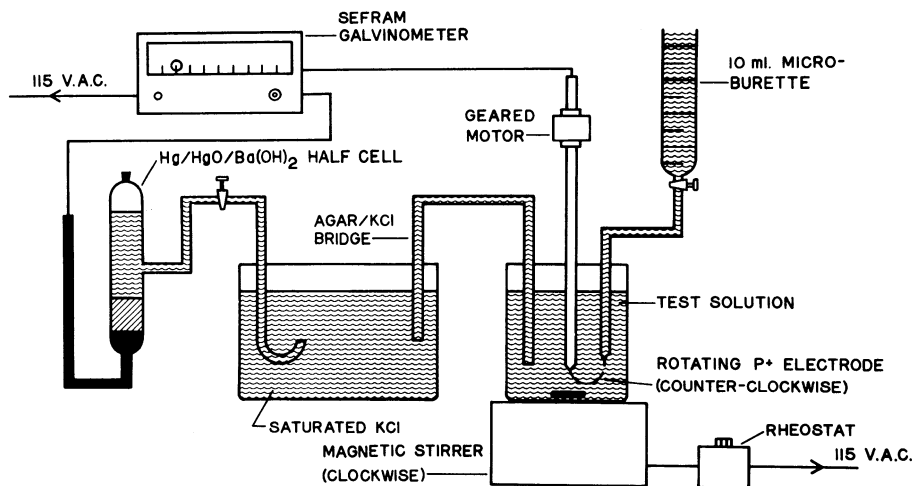 SEFRAM
GALVINOMETER
115 V.A.C.
10 ml. MICRO-
BURETTE
GEARED
MOTOR
Hg/HgO/Ba(OH)2 HALF CELL
AGAR/KCl
BRIDGE
TEST SOLUTION
ROTATING P+ ELECTRODE
(COUNTER-CLOCKWISE)
SATURATED KCl
MAGNETIC STIRRER
(CLOCKWISE)
RHEOSTAT
115 V.A.C.